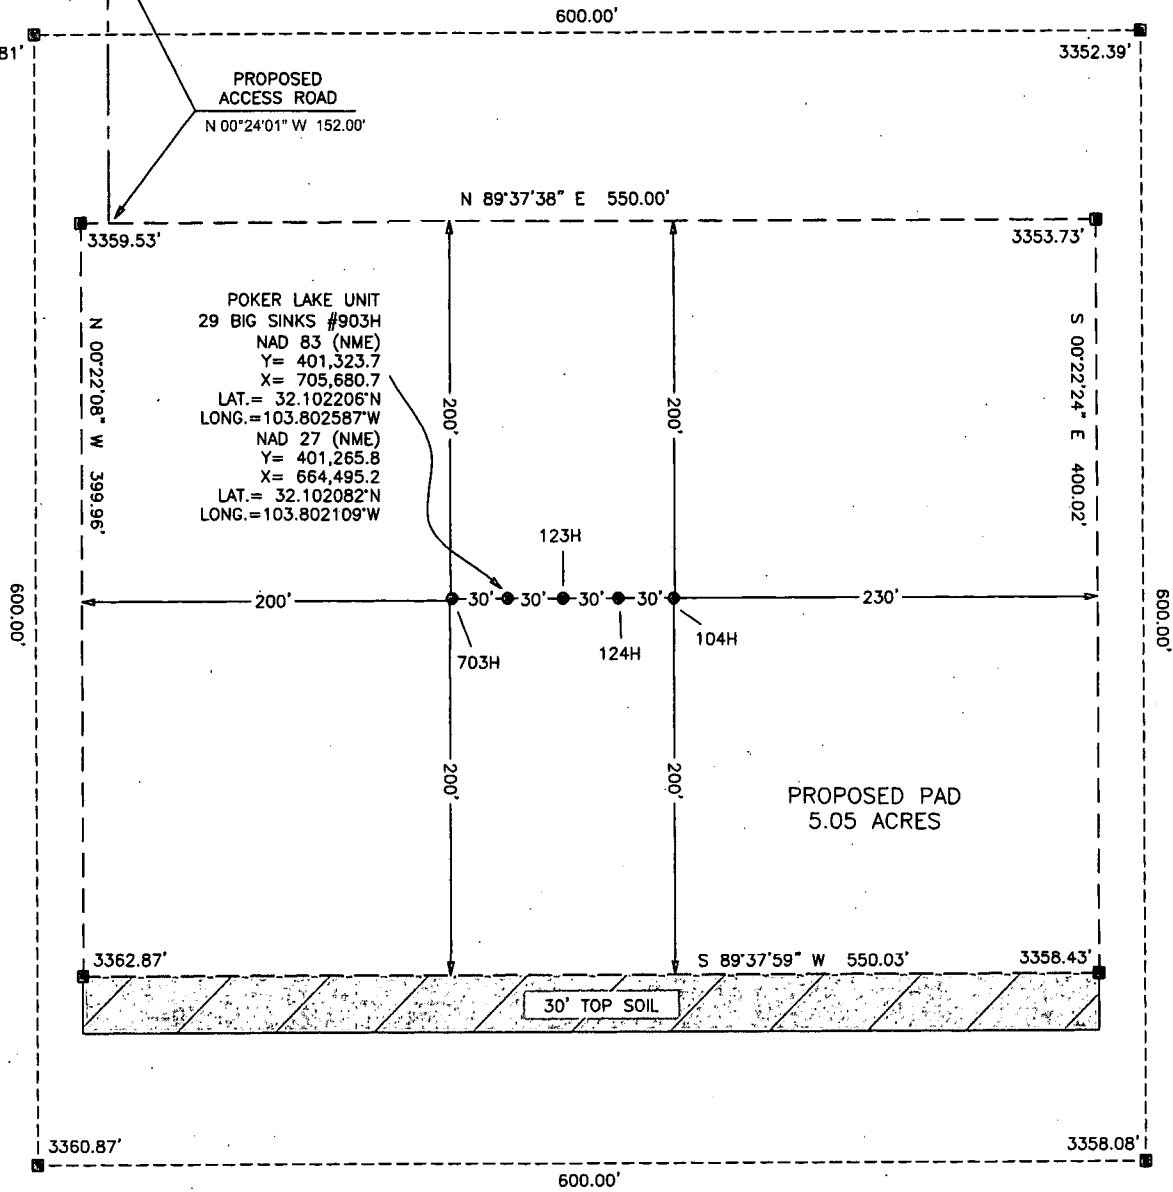 600.00'
81'
3352.39'
PROPOSED
ACCESS ROAD
N 00°24'01" W 152.00'
N 89°37'38" E 550.00'
3359.53'
3353.73'
POKER LAKE UNIT
29 BIG SINKS #903H
NAD 83 (NME)
Y= 401,323.7
X= 705,680.7
LAT.= 32.102206°N
LONG.=103.802587°W
NAD 27 (NME)
Y= 401,265.8
X= 664,495.2
LAT.= 32.102082°N
LONG.=103.802109°W
N 00°22'08" W 399.96'
S 00°22'24" E 400.02'
200'
200'
123H
600.00'
200'
30'
30'
30'
30'
230'
600.00'
703H
124H
104H
200'
200'
PROPOSED PAD
5.05 ACRES
3362.87'
S 89°37'59" W 550.03'
3358.43'
30' TOP SOIL
3360.87'
3358.08'
600.00'